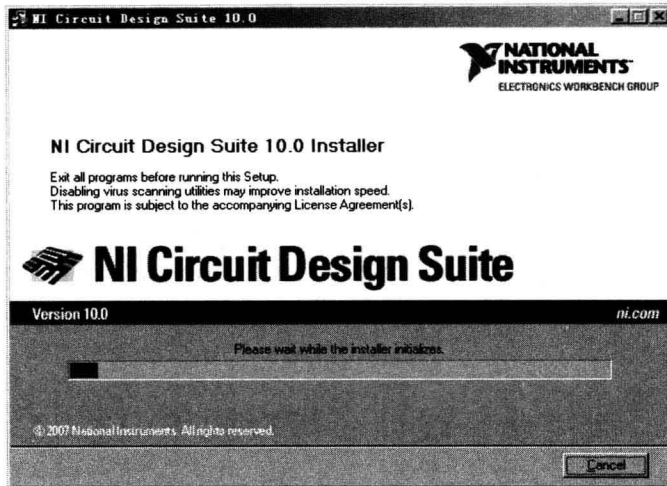 NI Circuit Design Suite 10.0
NATIONAL
INSTRUMENTS™
ELECTRONICS WORKBENCH GROUP
NI Circuit Design Suite 10.0 Installer
Exit all programs before running this Setup.
Disabling virus scanning utilities may improve installation speed.
This program is subject to the accompanying License Agreement(s).
NI Circuit Design Suite
Version 10.0
ni.com
Please wait while the installer initializes.
© 2007 National Instruments. All rights reserved.
Cancel